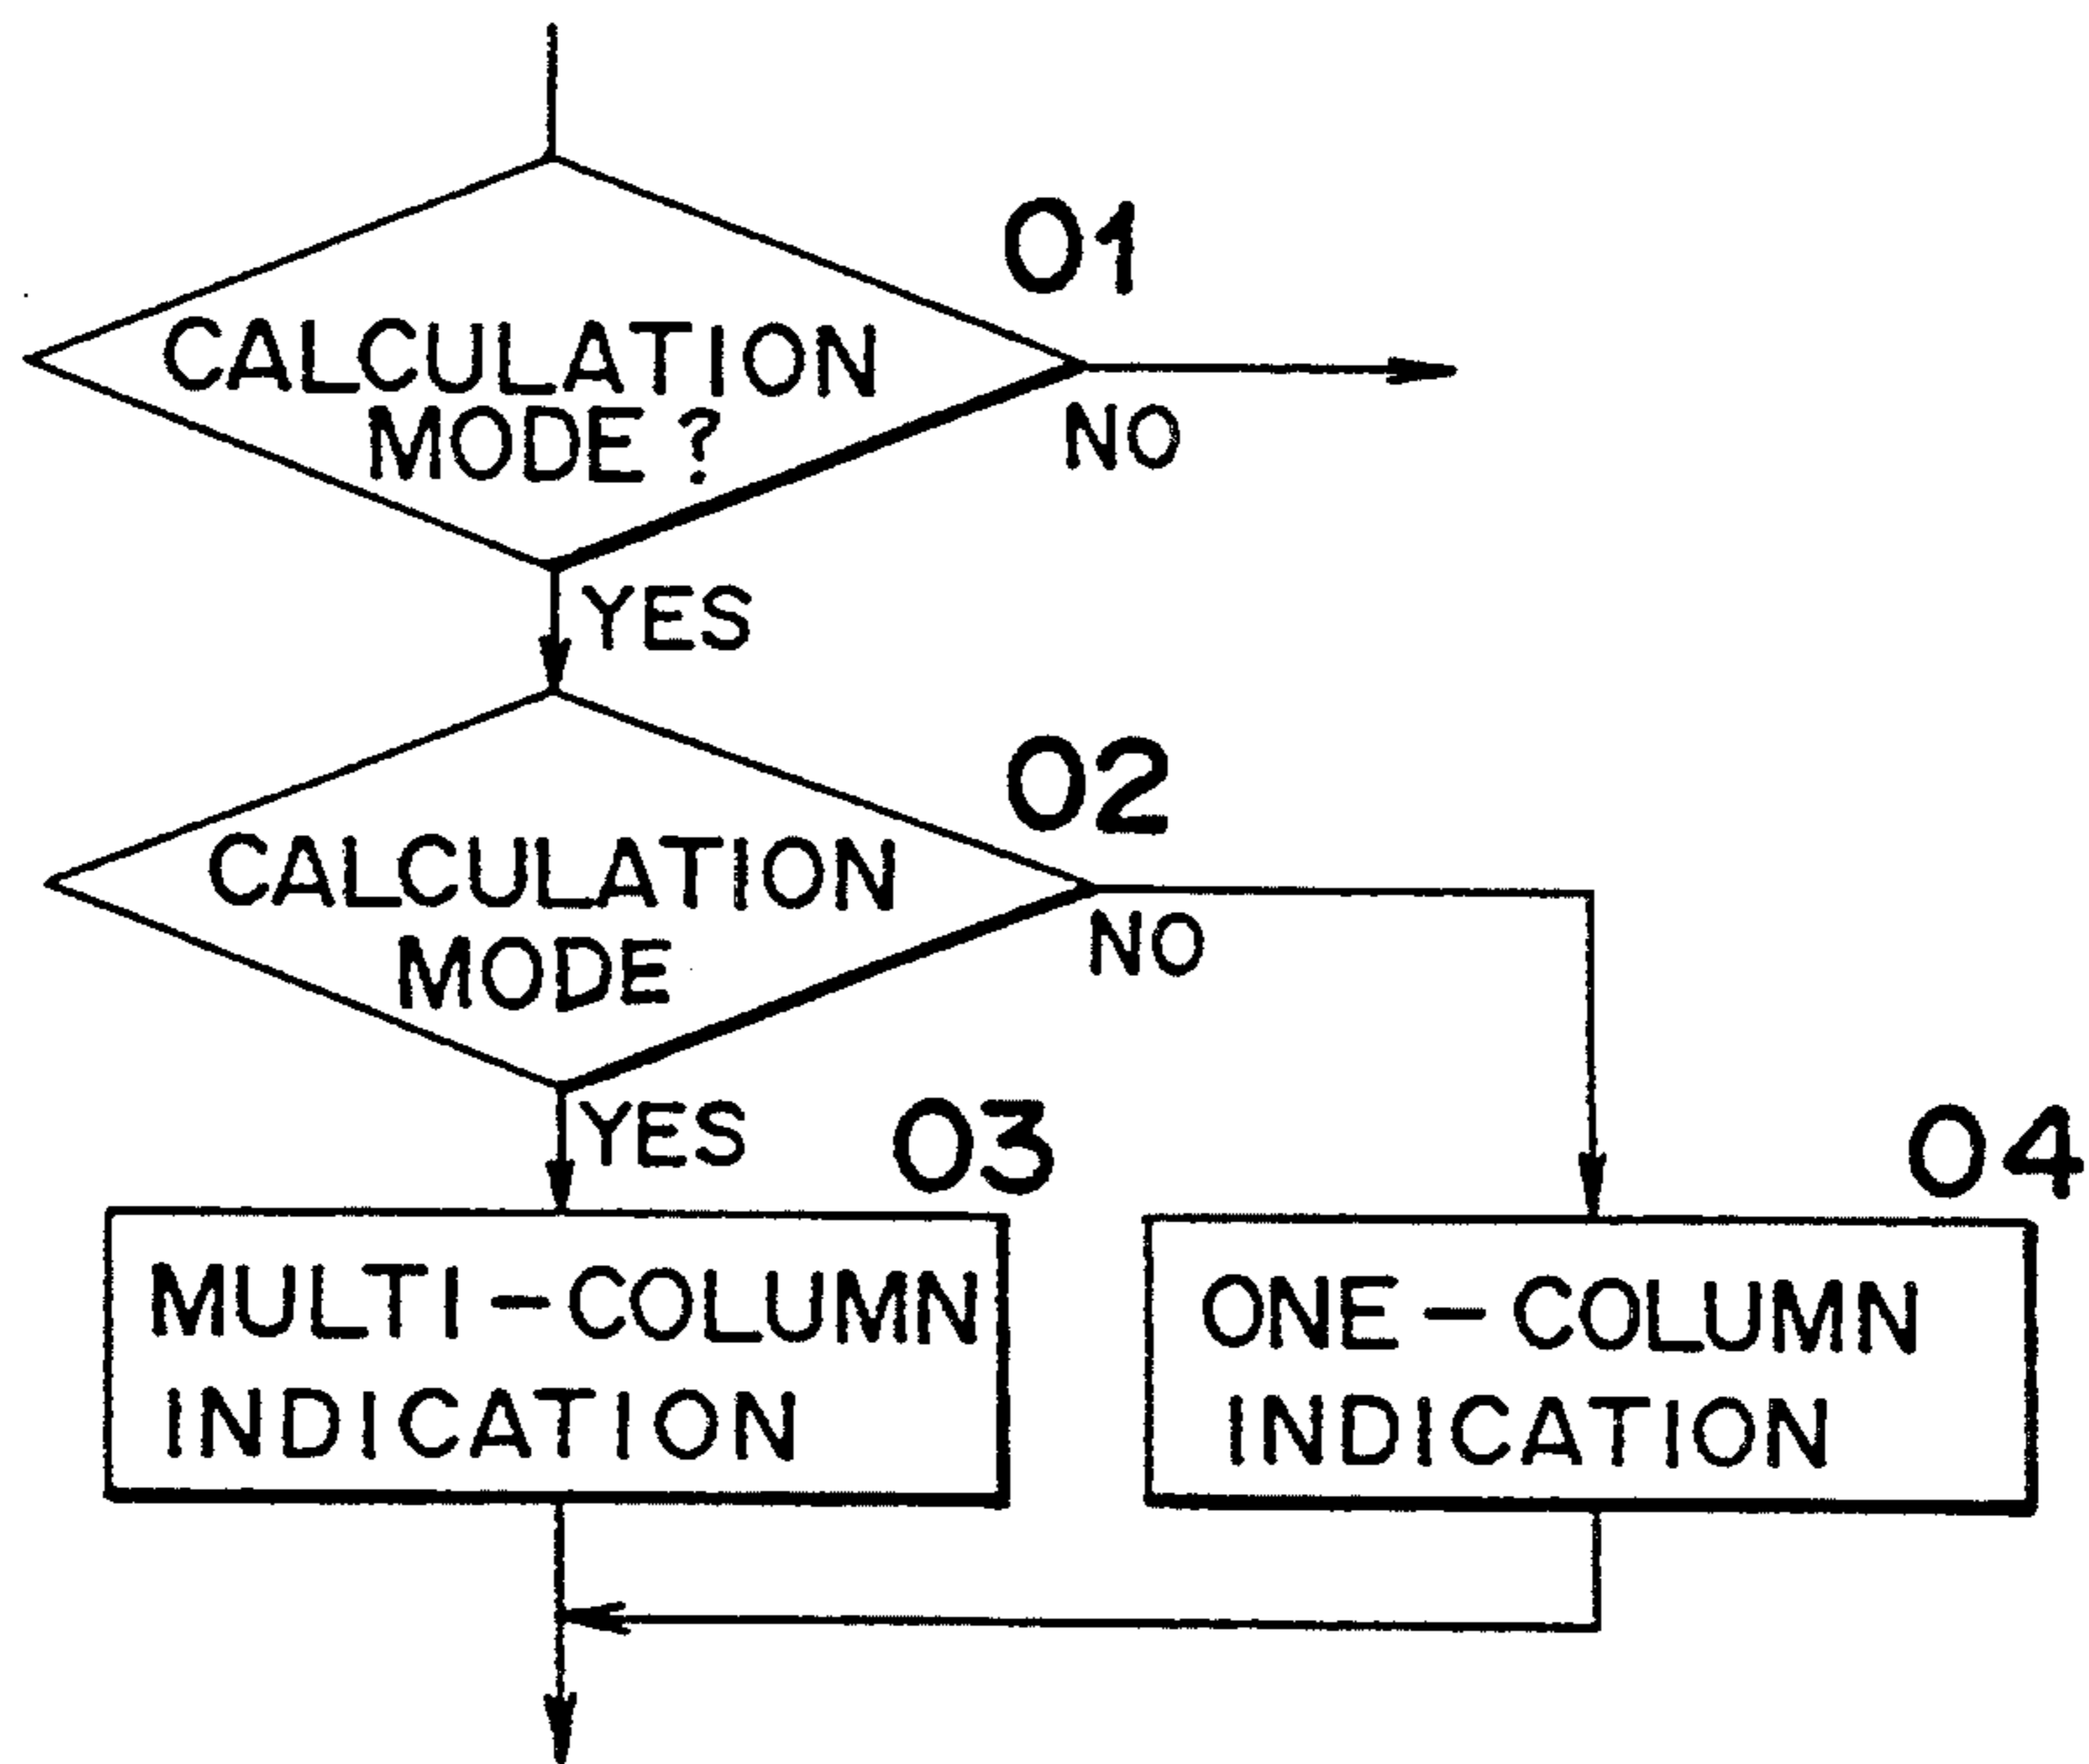 01
CALCULATION
MODE?
NO
YES
02
CALCULATION
MODE
NO
YES
03
MULTI-COLUMN
INDICATION
04
ONE-COLUMN
INDICATION